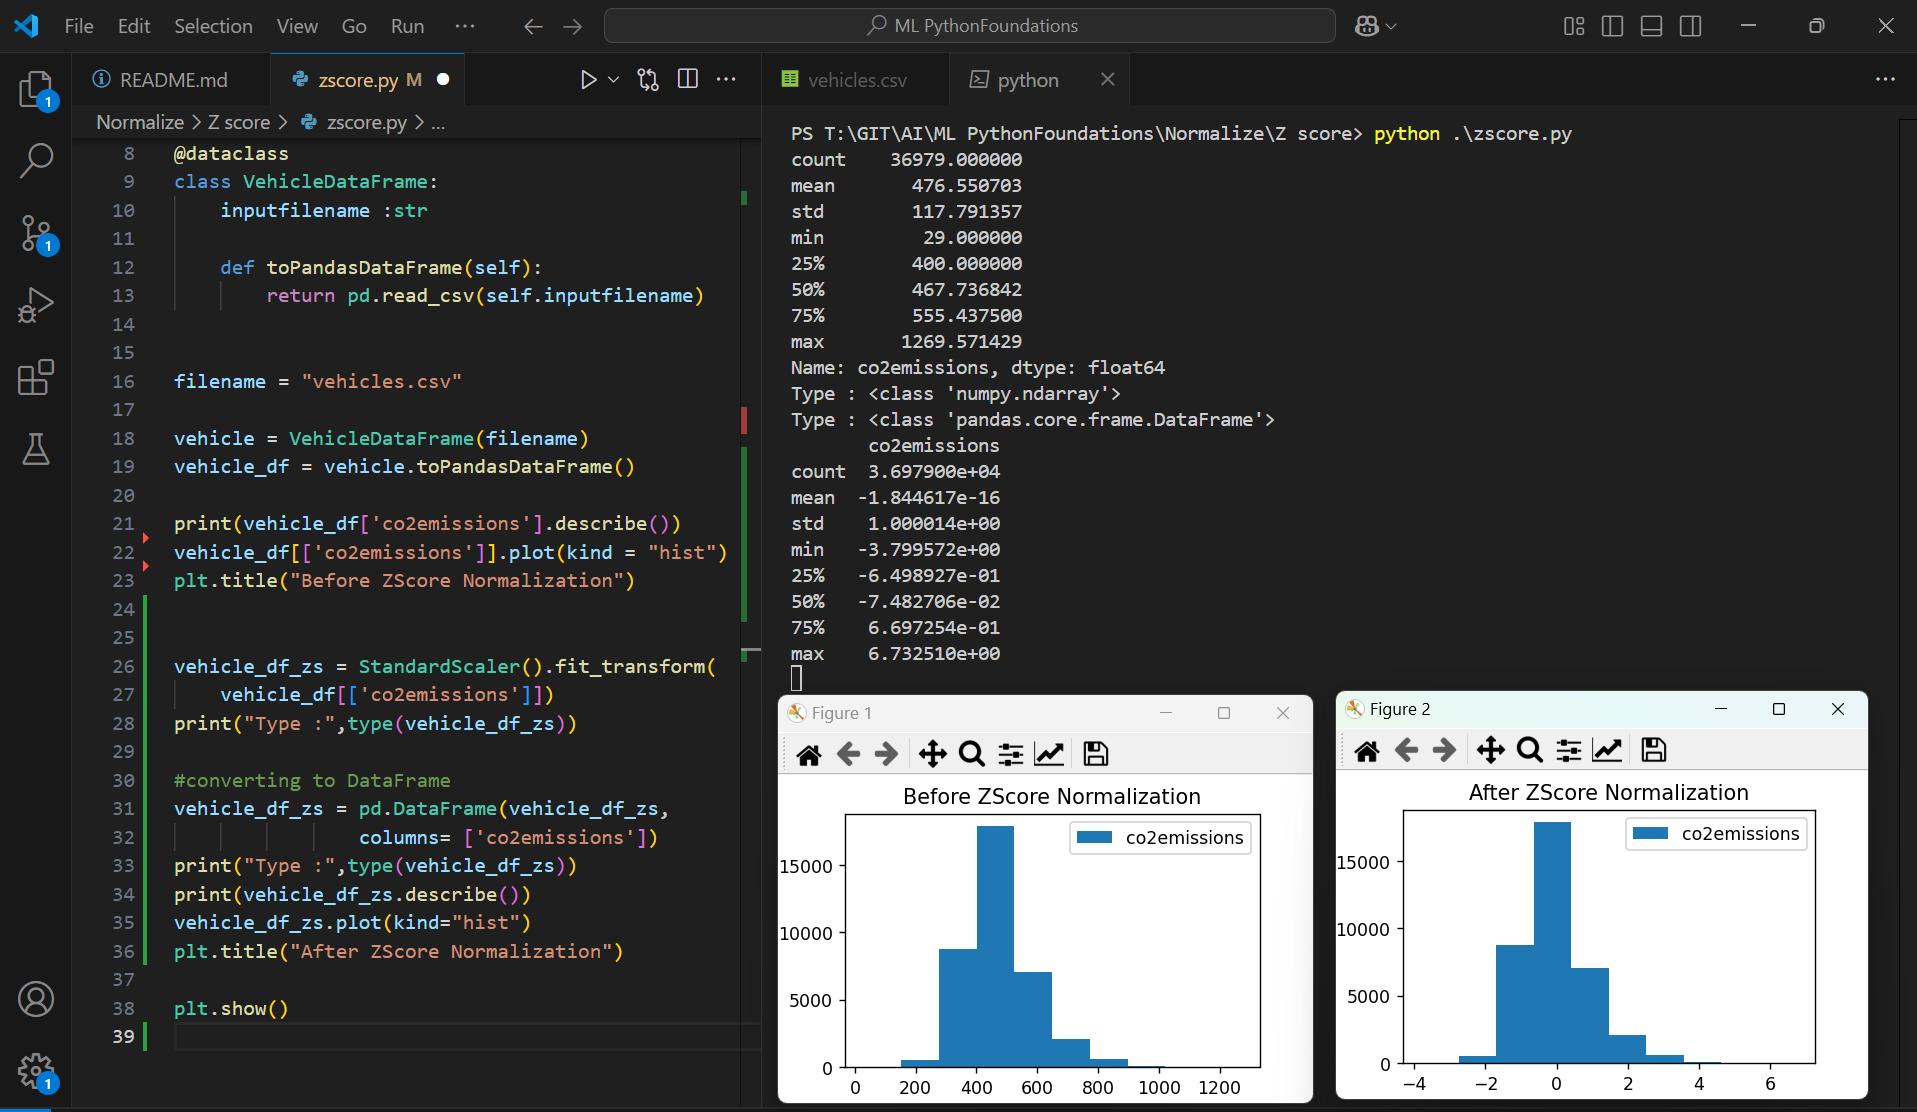 File Edit Selection View Go Run ...
ML PythonFoundations
README.md
zscore.py M
Normalize > Z score > zscore.py > ...
8 @dataclass
9 class VehicleDataFrame:
10 inputfilename :str
11
12 def toPandasDataFrame(self):
13 return pd.read_csv(self.inputfilename)
14
15
16 filename = "vehicles.csv"
17
18 vehicle = VehicleDataFrame(filename)
19 vehicle_df = vehicle.toPandasDataFrame()
20
21 print(vehicle_df['co2emissions'].describe())
22 vehicle_df[['co2emissions']].plot(kind = "hist")
23 plt.title("Before ZScore Normalization")
24
25
26 vehicle_df_zs = StandardScaler().fit_transform(
27 vehicle_df[['co2emissions']])
28 print("Type :",type(vehicle_df_zs))
29
30 #converting to DataFrame
31 vehicle_df_zs = pd.DataFrame(vehicle_df_zs,
32 columns= ['co2emissions'])
33 print("Type :",type(vehicle_df_zs))
34 print(vehicle_df_zs.describe())
35 vehicle_df_zs.plot(kind="hist")
36 plt.title("After ZScore Normalization")
37
38 plt.show()
39
1
1
1
vehicles.csv
python
PS T:\GIT\AI\ML PythonFoundations\Normalize\Z score> python .\zscore.py
count 36979.000000
mean 476.550703
std 117.791357
min 29.000000
25% 400.000000
50% 467.736842
75% 555.437500
max 1269.571429
Name: co2emissions, dtype: float64
Type : <class 'numpy.ndarray'>
Type : <class 'pandas.core.frame.DataFrame'>
co2emissions
count 3.697900e+04
mean -1.844617e-16
std 1.000014e+00
min -3.799572e+00
25% -6.498927e-01
50% -7.482706e-02
75% 6.697254e-01
max 6.732510e+00
Figure 1
Before ZScore Normalization
co2emissions
15000
10000
5000
0
0 200 400 600 800 1000 1200
Figure 2
After ZScore Normalization
co2emissions
15000
10000
5000
0
−4 −2 0 2 4 6